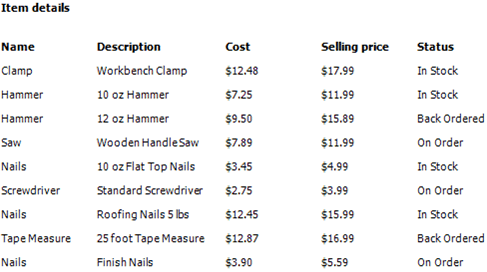 Item details
Name Description Cost Selling price Status
Clamp Workbench Clamp $12.48 $17.99 In Stock
Hammer 10 oz Hammer $7.25 $11.99 In Stock
Hammer 12 oz Hammer $9.50 $15.89 Back Ordered
Saw Wooden Handle Saw $7.89 $11.99 On Order
Nails 10 oz Flat Top Nails $3.45 $4.99 In Stock
Screwdriver Standard Screwdriver $2.75 $3.99 On Order
Nails Roofing Nails 5 lbs $12.45 $15.99 In Stock
Tape Measure 25 foot Tape Measure $12.87 $16.99 Back Ordered
Nails Finish Nails $3.90 $5.59 On Order